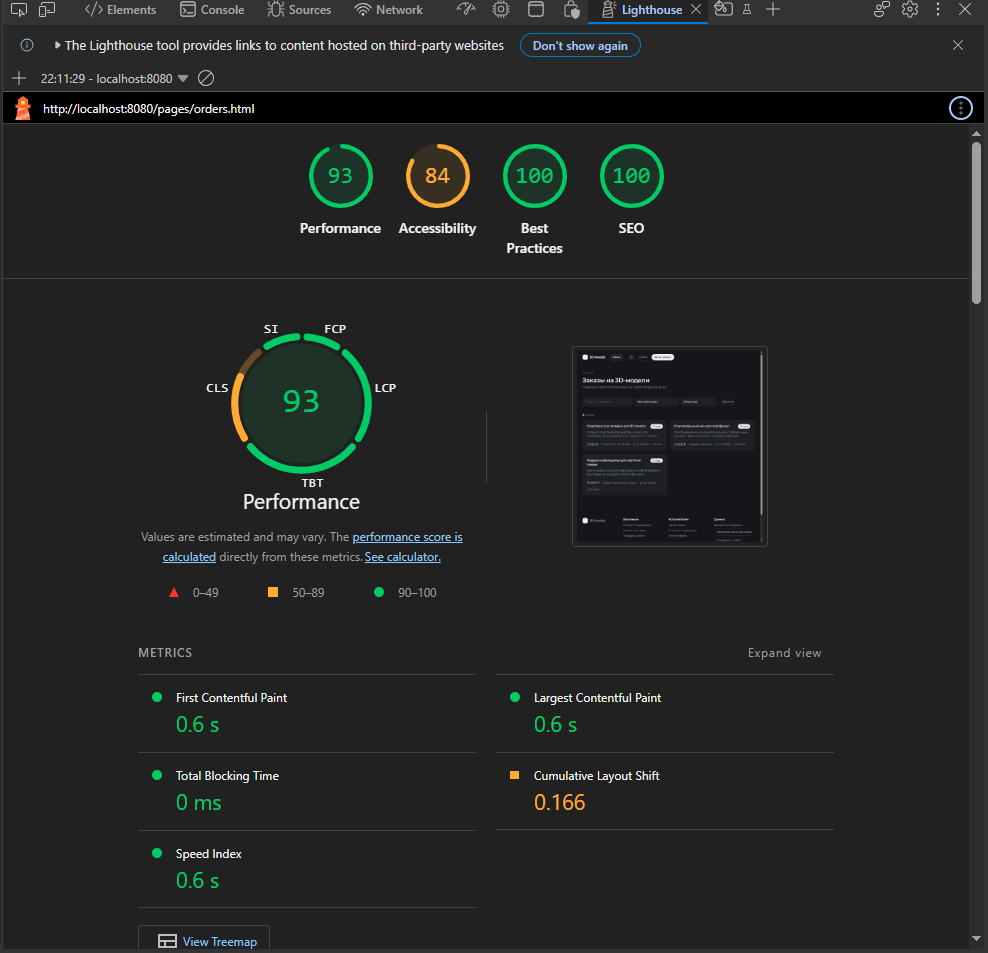 Elements Console Sources Network Lighthouse
The Lighthouse tool provides links to content hosted on third-party websites Don't show again
22:11:29 - localhost:8080
http://localhost:8080/pages/orders.html
93 84 100 100
Performance Accessibility Best Practices SEO
SI FCP
CLS LCP
93
TBT
Performance
Values are estimated and may vary. The performance score is
calculated directly from these metrics. See calculator.
0–49 50–89 90–100
3D-Models
Заказы на 3D-модели
METRICS Expand view
First Contentful Paint
0.6 s
Largest Contentful Paint
0.6 s
Total Blocking Time
0 ms
Cumulative Layout Shift
0.166
Speed Index
0.6 s
View Treemap